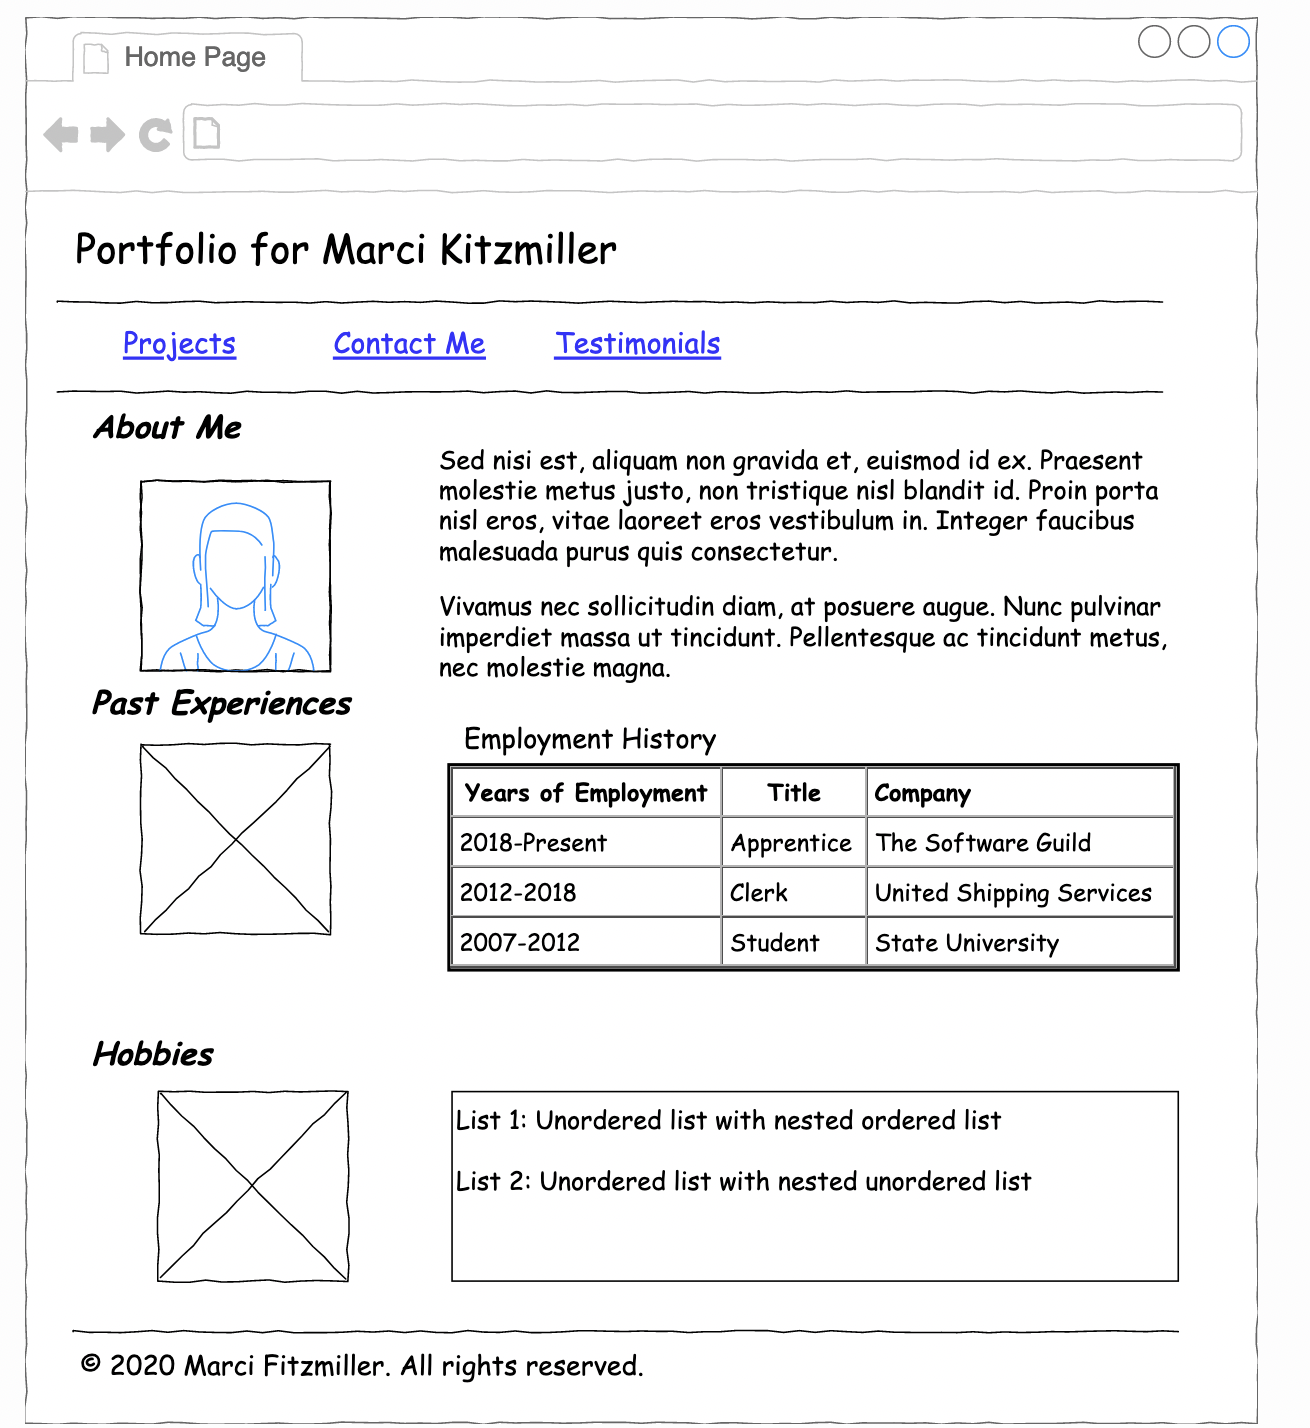 Home Page
Portfolio for Marci Kitzmiller
Projects Contact Me Testimonials
About Me
Sed nisi est, aliquam non gravida et, euismod id ex. Praesent
molestie metus justo, non tristique nisl blandit id. Proin porta
nisl eros, vitae laoreet eros vestibulum in. Integer faucibus
malesuada purus quis consectetur.
Vivamus nec sollicitudin diam, at posuere augue. Nunc pulvinar
imperdiet massa ut tincidunt. Pellentesque ac tincidunt metus,
nec molestie magna.
Past Experiences
Employment History
Years of Employment Title Company
2018-Present Apprentice The Software Guild
2012-2018 Clerk United Shipping Services
2007-2012 Student State University
Hobbies
List 1: Unordered list with nested ordered list
List 2: Unordered list with nested unordered list
© 2020 Marci Fitzmiller. All rights reserved.